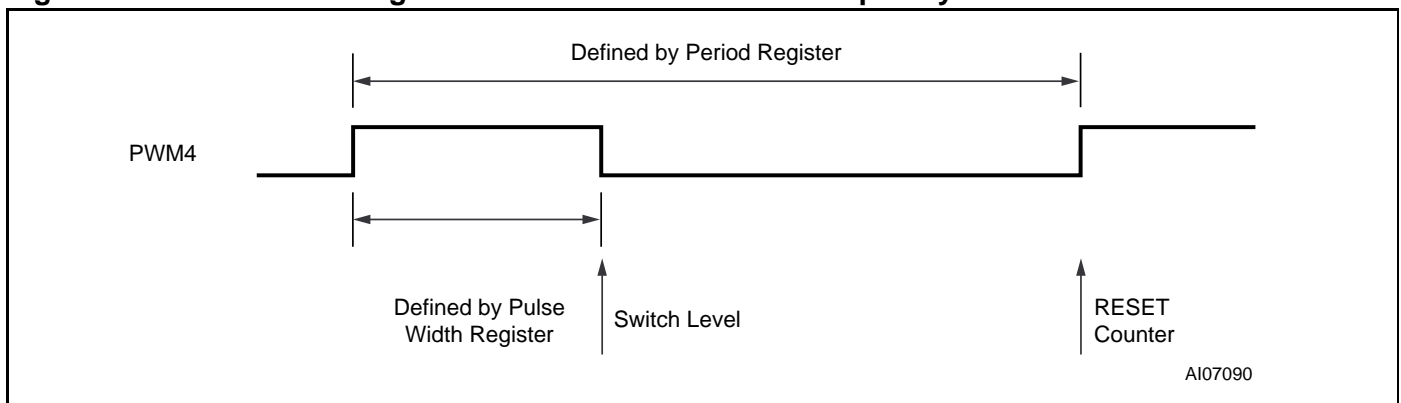 Defined by Period Register
PWM4
Defined by Pulse
Width Register
Switch Level
RESET
Counter
AI07090